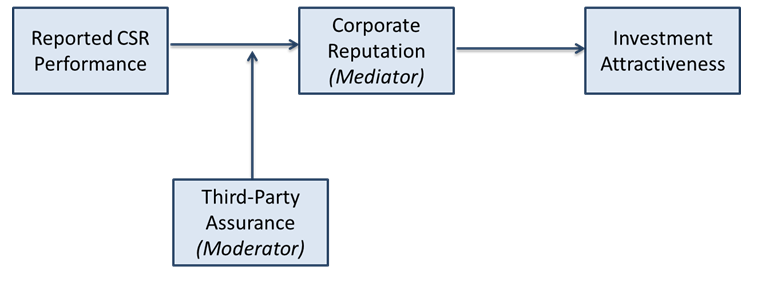 Reported CSR
Performance
Corporate
Reputation
(Mediator)
Investment
Attractiveness
Third-Party
Assurance
(Moderator)